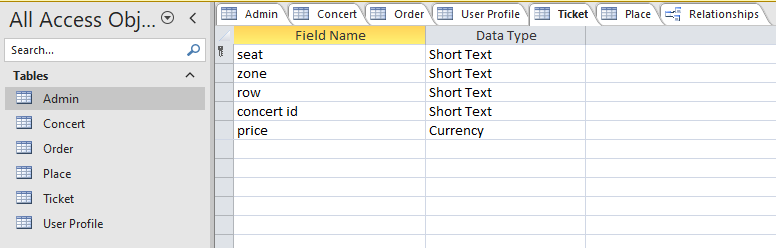 All Access Obj...
Search...
Tables
Admin
Concert
Order
Place
Ticket
User Profile
Admin Concert Order User Profile Ticket Place Relationships
Field Name Data Type
seat Short Text
zone Short Text
row Short Text
concert id Short Text
price Currency